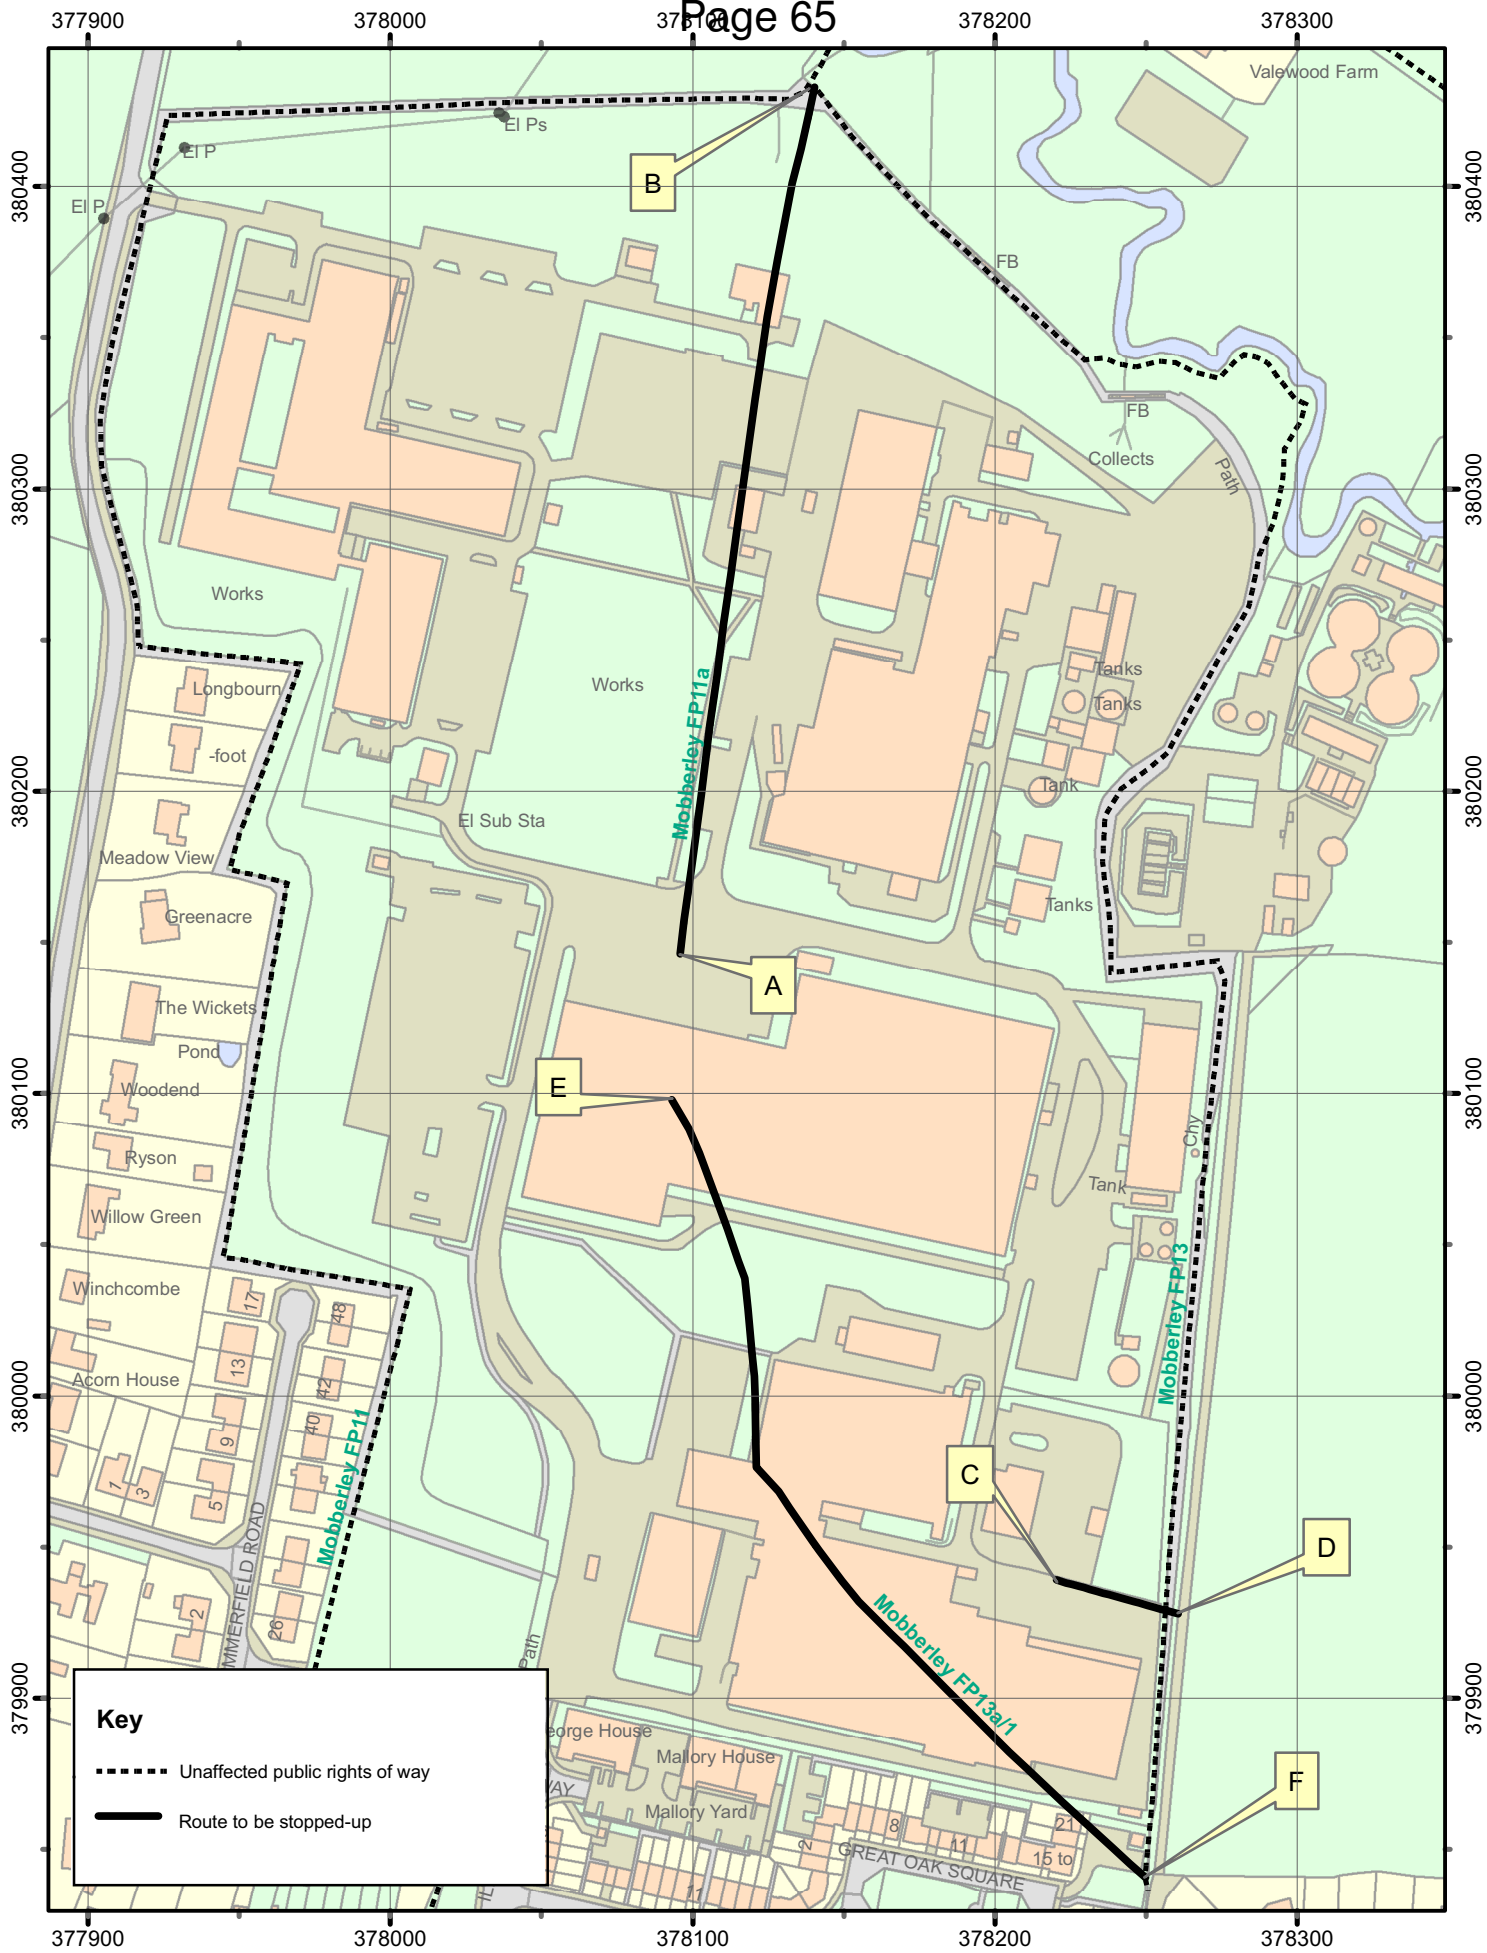 Page 65
377900
378000
378100
378200
378300
Valewood Farm
El Ps
El P
B
380400
380400
El P
FB
FB
Collects
Path
380300
380300
Works
Tanks
Works
Longbourn
Mobberley FP11a
Tanks
-foot
Tank
380200
380200
El Sub Sta
Meadow View
Tanks
Greenacre
A
The Wickets
Pond
E
Woodend
380100
380100
Chy
Ryson
Tank
Willow Green
Mobberley FP13
Winchcombe
17
48
13
Acorn House
42
380000
380000
40
9
Mobberley FP11
C
1
3
5
D
MMERFIELD ROAD
2
26
Mobberley FP13a/1
Path
379900
379900
Key
eorge House
Mallory House
Unaffected public rights of way
WAY
F
Mallory Yard
Route to be stopped-up
8
21
11
2
15 to
GREAT OAK SQUARE
11
377900
378000
378100
378200
378300